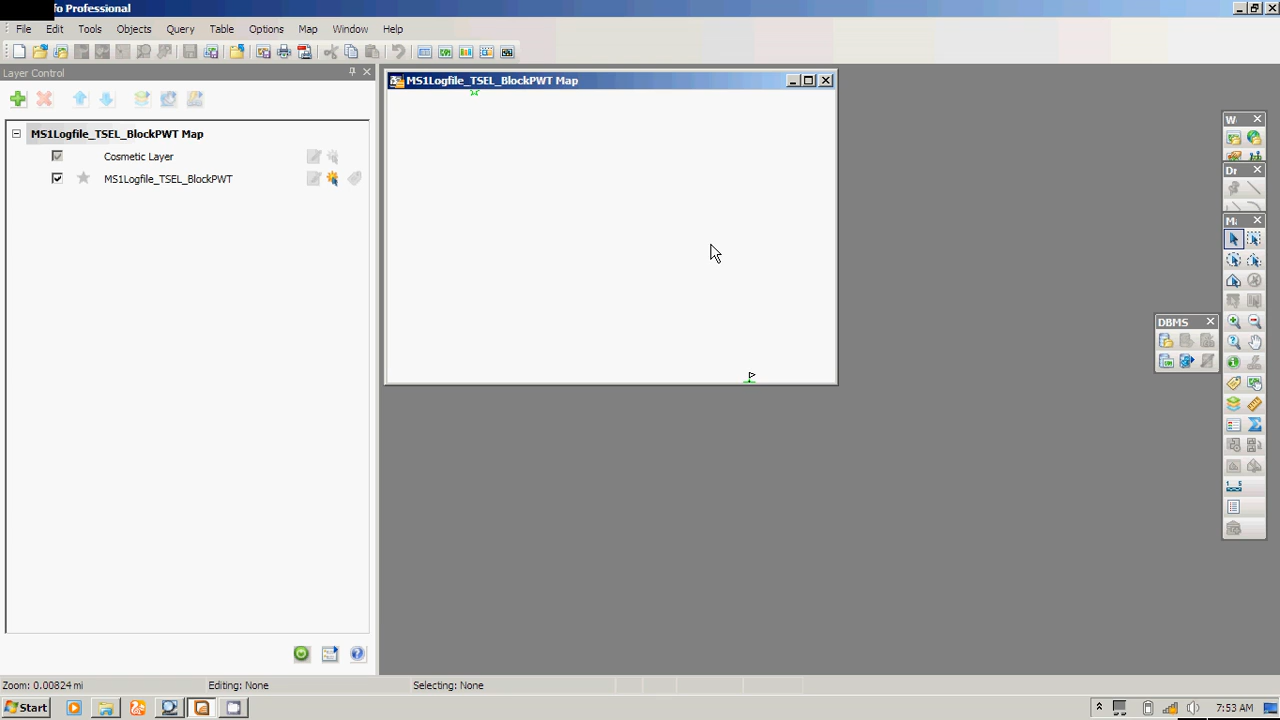 fo Professional
File Edit Tools Objects Query Table Options Map Window Help
Layer Control
MS1Logfile_TSEL_BlockPWT Map
Cosmetic Layer
MS1Logfile_TSEL_BlockPWT
MS1Logfile_TSEL_BlockPWT Map
W
Dr
Ma
DBMS
Zoom: 0.00824 mi Editing: None Selecting: None
Start 7:53 AM